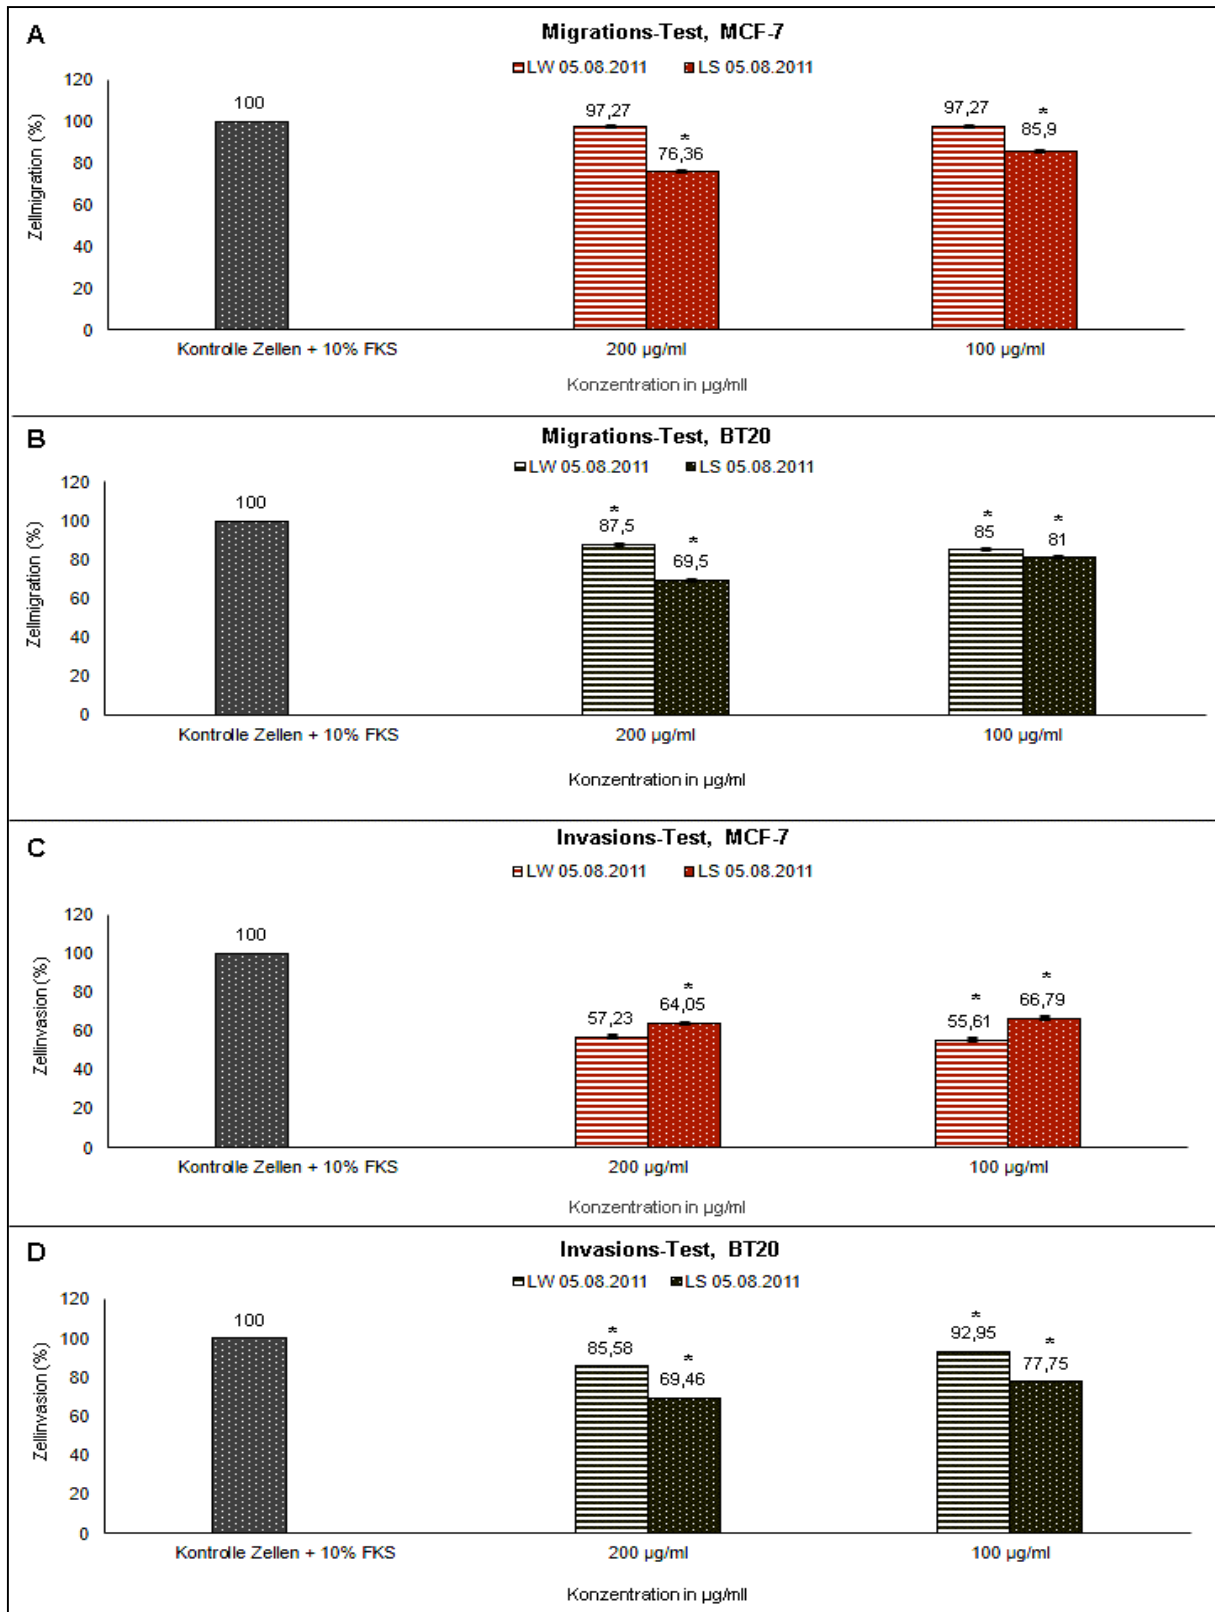 A
Migrations-Test, MCF-7
LW 05.08.2011 LS 05.08.2011
Zellmigration (%)
120
100
80
60
40
20
0
100
97,27
*
76,36
97,27
*
85,9
Kontrolle Zellen + 10% FKS 200 µg/ml 100 µg/ml
Konzentration in µg/mll
B
Migrations-Test, BT20
LW 05.08.2011 LS 05.08.2011
Zellmigration (%)
120
100
80
60
40
20
0
100
*
87,5
*
69,5
*
85
*
81
Kontrolle Zellen + 10% FKS 200 µg/ml 100 µg/ml
Konzentration in µg/ml
C
Invasions-Test, MCF-7
LW 05.08.2011 LS 05.08.2011
Zellinvasion (%)
120
100
80
60
40
20
0
100
57,23
*
64,05
*
55,61
*
66,79
Kontrolle Zellen + 10% FKS 200 µg/ml 100 µg/ml
Konzentration in µg/ml
D
Invasions-Test, BT20
LW 05.08.2011 LS 05.08.2011
Zellinvasion (%)
120
100
80
60
40
20
0
100
*
85,58
*
69,46
*
92,95
*
77,75
Kontrolle Zellen + 10% FKS 200 µg/ml 100 µg/ml
Konzentration in µg/mll